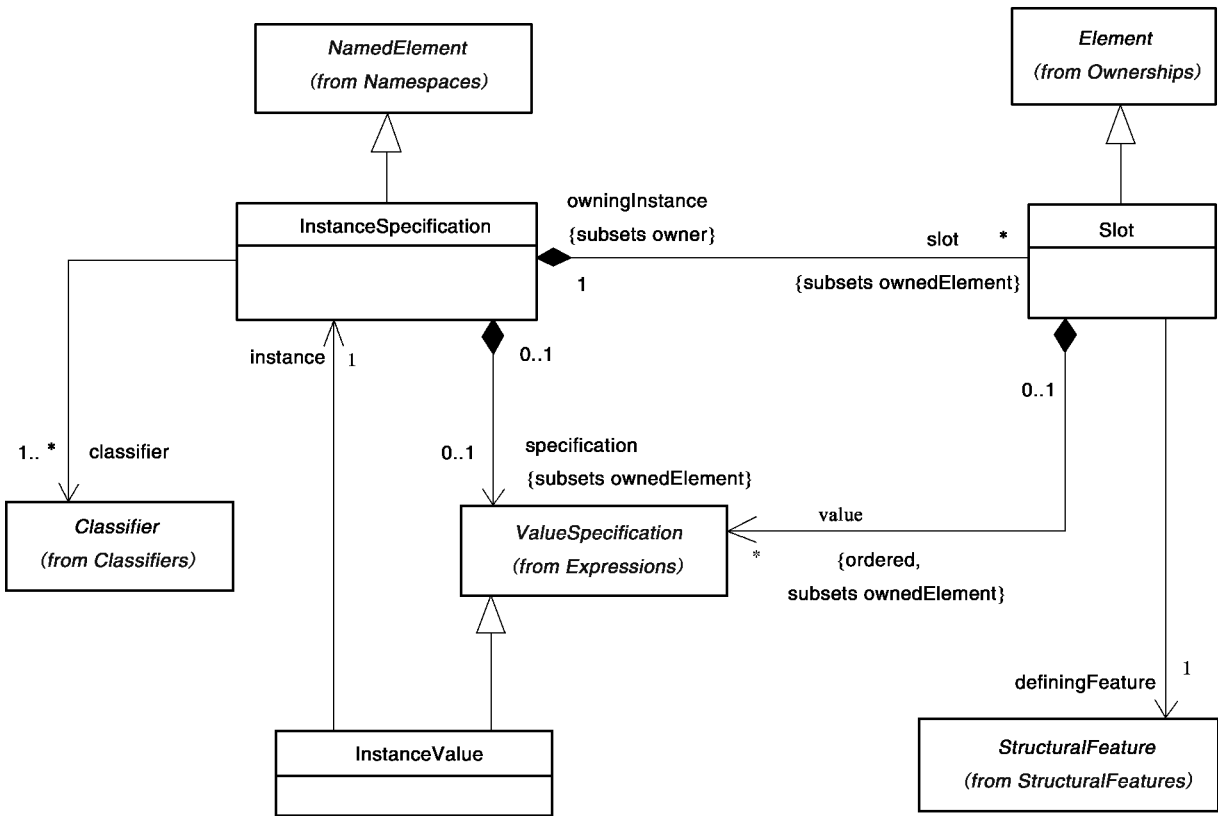 NamedElement
(from Namespaces)
Element
(from Ownerships)
InstanceSpecification
owningInstance
{subsets owner}
1
slot *
{subsets ownedElement}
Slot
instance 1
0..1
0..1
1.. * classifier
0..1
specification
{subsets ownedElement}
Classifier
(from Classifiers)
ValueSpecification
(from Expressions)
value
*
{ordered,
subsets ownedElement}
definingFeature 1
InstanceValue
StructuralFeature
(from StructuralFeatures)